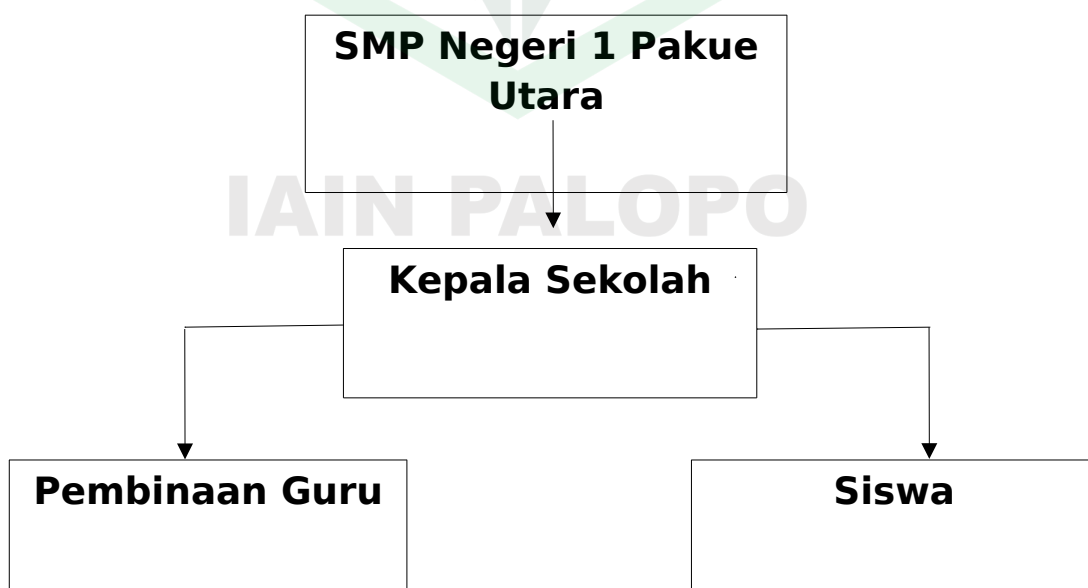 SMP Negeri 1 Pakue
Utara
IAIN PALOPO
Kepala Sekolah
Pembinaan Guru
Siswa